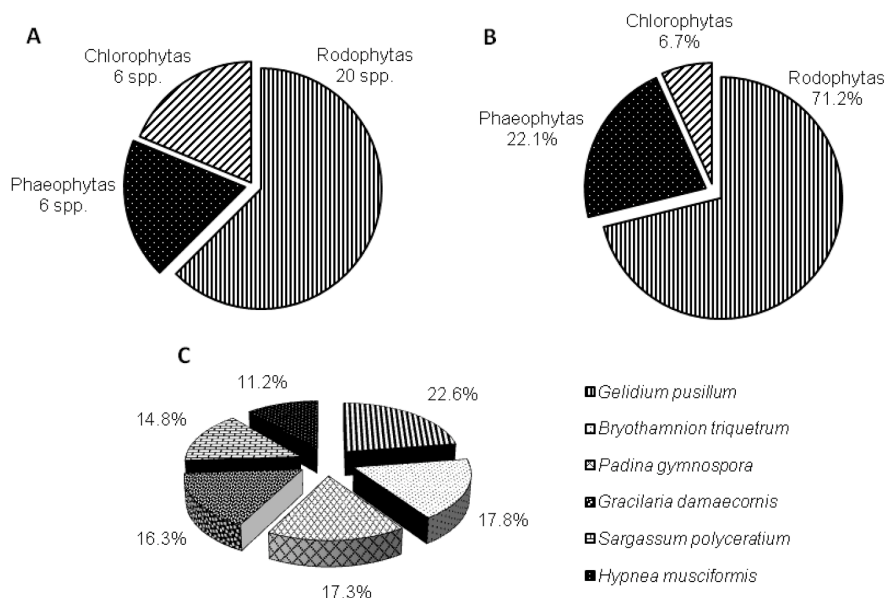 A
Chlorophytas
6 spp.
Rodophytas
20 spp.
Phaeophytas
6 spp.
B
Chlorophytas
6.7%
Rodophytas
71.2%
Phaeophytas
22.1%
C
11.2%
22.6%
14.8%
17.8%
16.3%
17.3%
Gelidium pusillum
Bryothamnion triquetrum
Padina gymnospora
Gracilaria damaecornis
Sargassum polyceratium
Hypnea musciformis